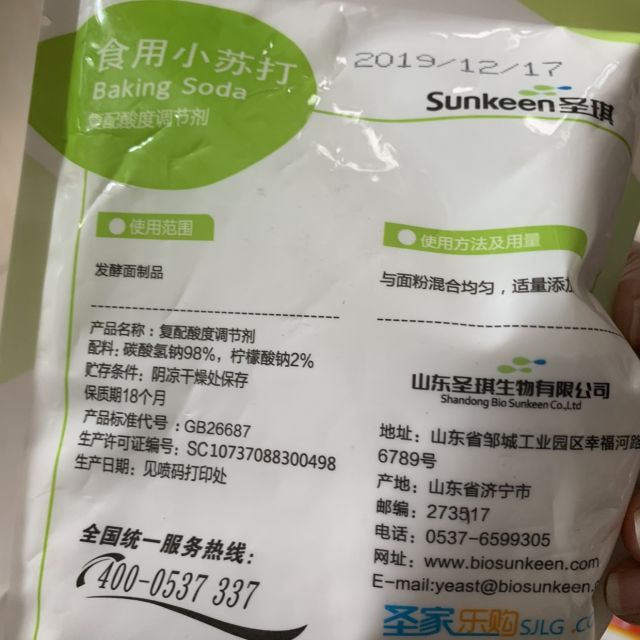 食用小苏打
Baking Soda
复配酸度调节剂
2019/12/17
Sunkeen圣琪
使用范围
发酵面制品
使用方法及用量
与面粉混合均匀，适量添加
产品名称：复配酸度调节剂
配料：碳酸氢钠98%，柠檬酸钠2%
贮存条件：阴凉干燥处保存
保质期18个月
产品标准代号：GB26687
生产许可证编号：SC10737088300498
生产日期：见喷码打印处
全国统一服务热线：
400-0537 337
山东圣琪生物有限公司
Shandong Bio Sunkeen Co.,Ltd
地址：山东省邹城工业园区幸福河路
6789号
产地：山东省济宁市
邮编：273517
电话：0537-6599305
网址：www.biosunkeen.com
E-mail:yeast@biosunkeen.c
圣家乐购SJLG.CO